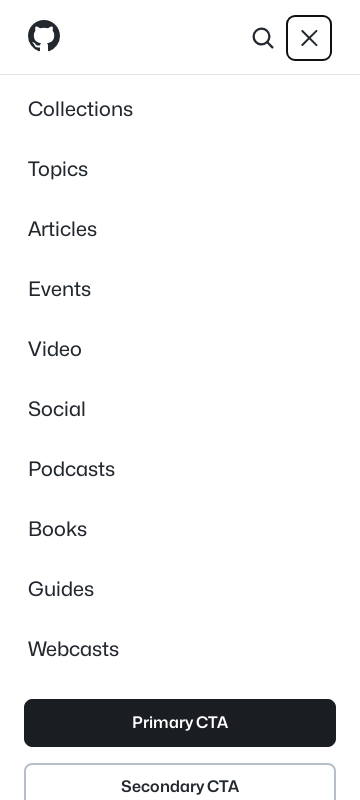 Collections
Topics
Articles
Events
Video
Social
Podcasts
Books
Guides
Webcasts
Primary CTA
Secondary CTA